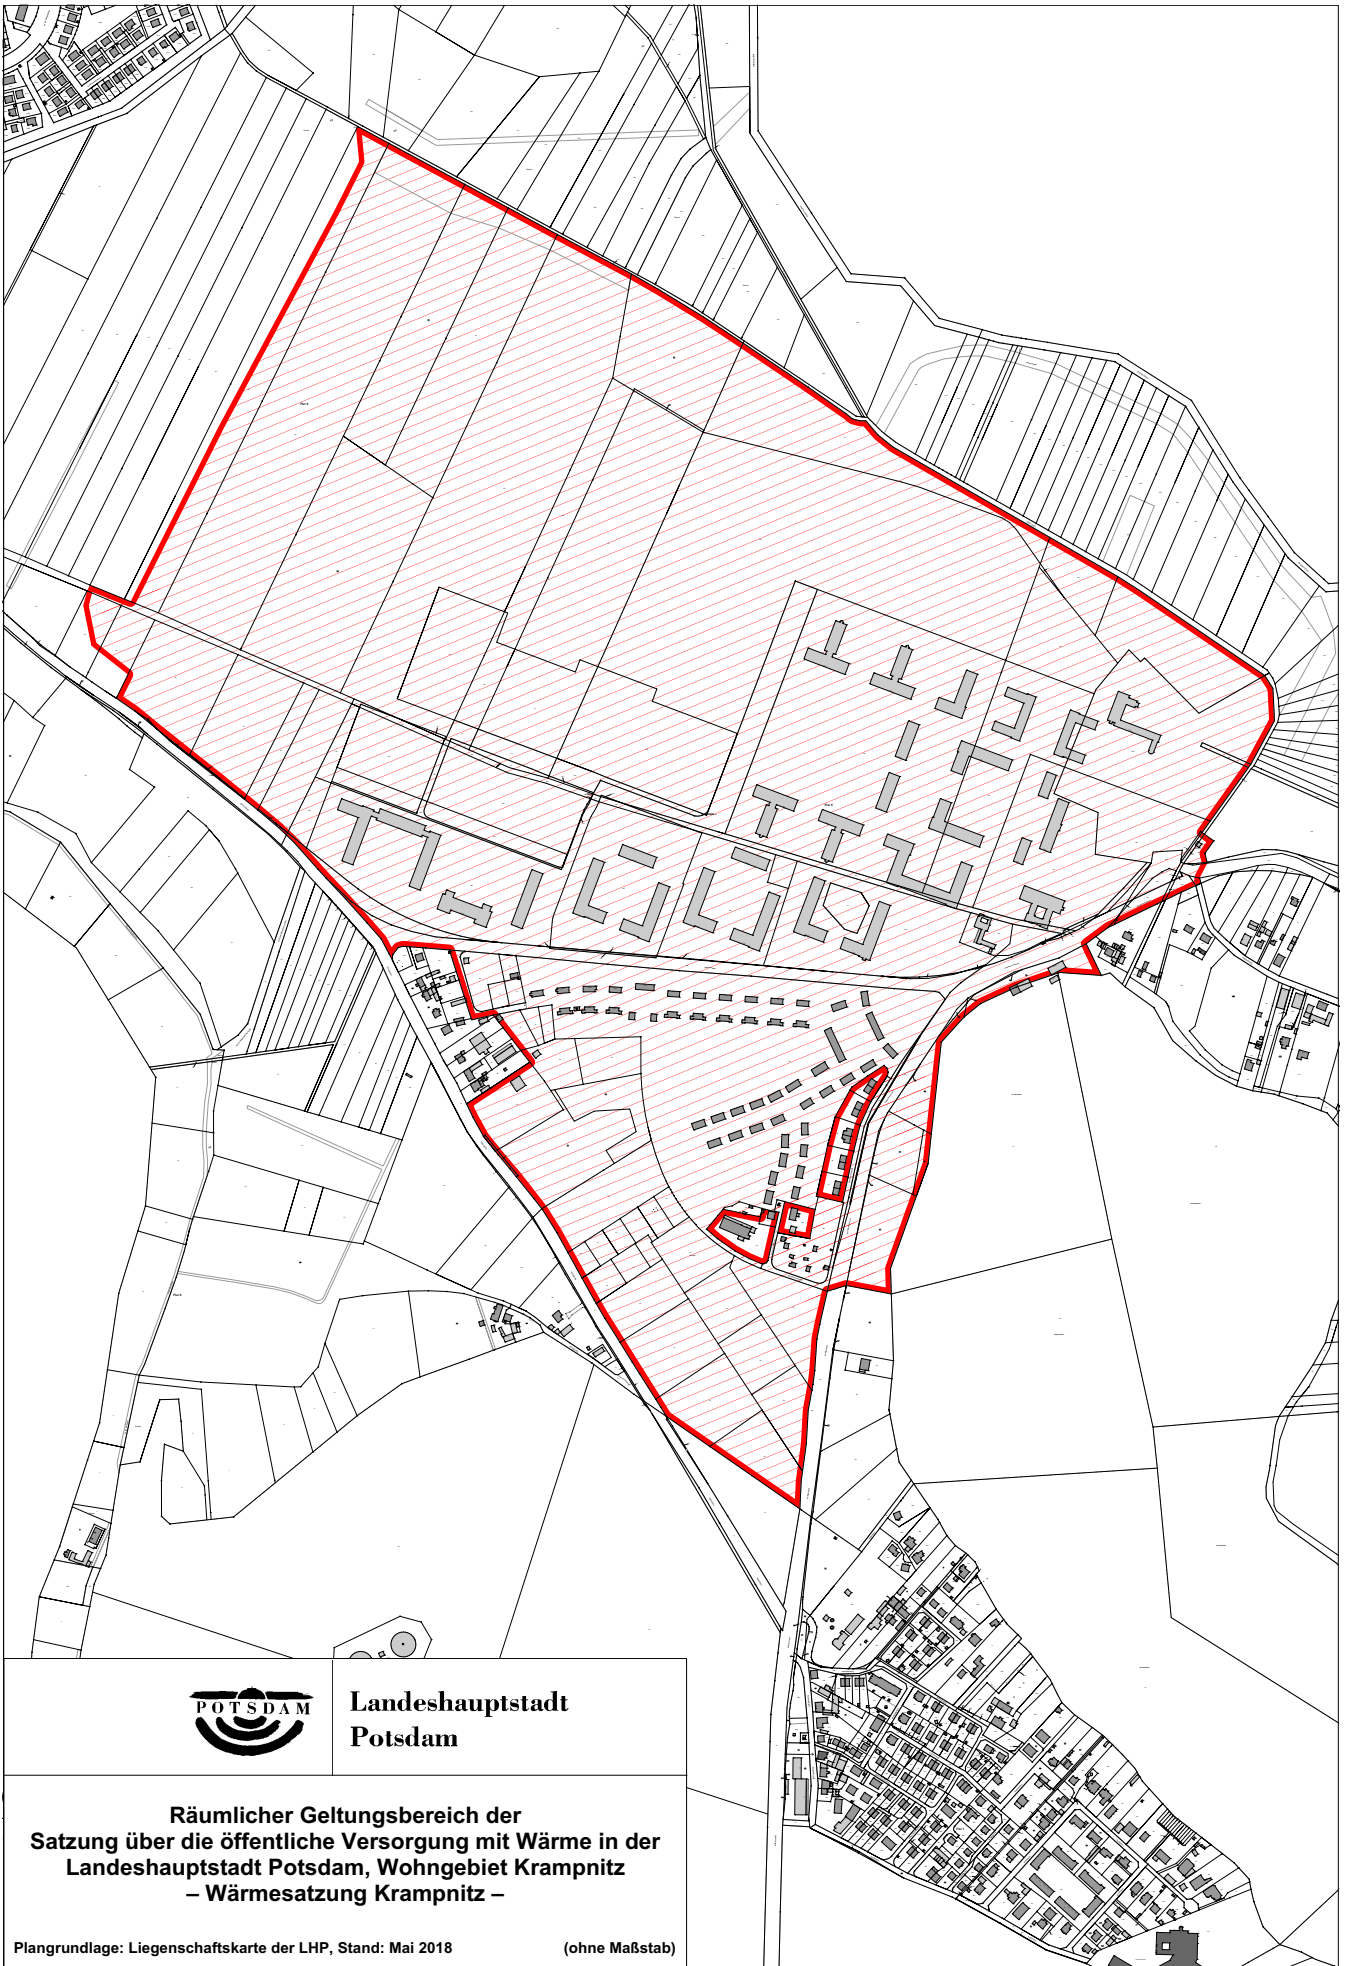 POTSDAM
Landeshauptstadt
Potsdam
Räumlicher Geltungsbereich der
Satzung über die öffentliche Versorgung mit Wärme in der
Landeshauptstadt Potsdam, Wohngebiet Krampnitz
– Wärmesatzung Krampnitz –
Plangrundlage: Liegenschaftskarte der LHP, Stand: Mai 2018 (ohne Maßstab)